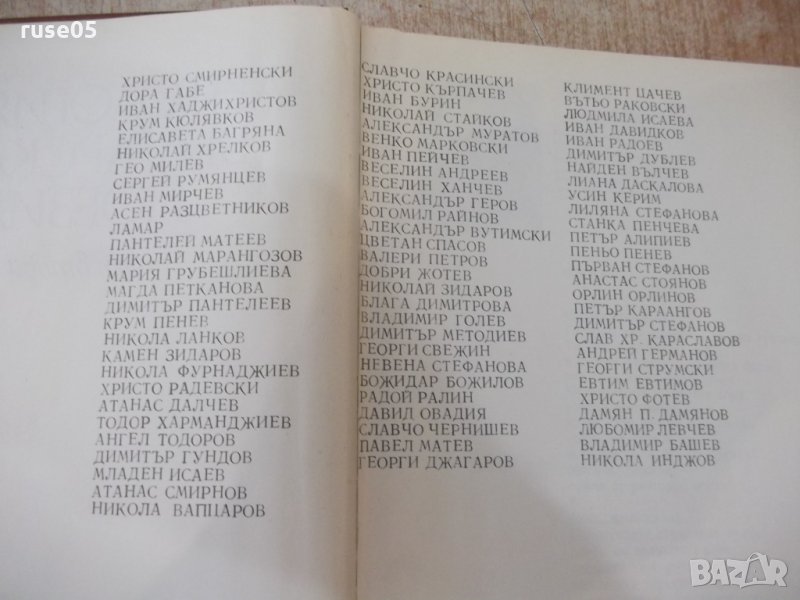 ruse05
ХРИСТО СМИРНЕНСКИ
ДОРА ГАБЕ
ИВАН ХАДЖИХРИСТОВ
КРУМ КЮЛЯВКОВ
ЕЛИСАВЕТА БАГРЯНА
НИКОЛАЙ ХРЕЛКОВ
ГЕО МИЛЕВ
СЕРГЕЙ РУМЯНЦЕВ
ИВАН МИРЧЕВ
АСЕН РАЗЦВЕТНИКОВ
ЛАМАР
ПАНТЕЛЕЙ МАТЕЕВ
НИКОЛАЙ МАРАНГОЗОВ
МАРИЯ ГРУБЕШЛИЕВА
МАГДА ПЕТКАНОВА
ДИМИТЪР ПАНТЕЛЕЕВ
КРУМ ПЕНЕВ
НИКОЛА ЛАНКОВ
КАМЕН ЗИДАРОВ
НИКОЛА ФУРНАДЖИЕВ
ХРИСТО РАДЕВСКИ
АТАНАС ДАЛЧЕВ
ТОДОР ХАРМАНДЖИЕВ
АНГЕЛ ТОДОРОВ
ДИМИТЪР ГУНДОВ
МЛАДЕН ИСАЕВ
АТАНАС СМИРНОВ
НИКОЛА ВАПЦАРОВ
СЛАВЧО КРАСИНСКИ
ХРИСТО КЪРПАЧЕВ
ИВАН БУРИН
НИКОЛАЙ СТАЙКОВ
АЛЕКСАНДЪР МУРАТОВ
ВЕНКО МАРКОВСКИ
ИВАН ПЕЙЧЕВ
ВЕСЕЛИН АНДРЕЕВ
ВЕСЕЛИН ХАНЧЕВ
АЛЕКСАНДЪР ГЕРОВ
БОГОМИЛ РАЙНОВ
АЛЕКСАНДЪР ВУТИМСКИ
ЦВЕТАН СПАСОВ
ВАЛЕРИ ПЕТРОВ
ДОБРИ ЖОТЕВ
НИКОЛАЙ ЗИДАРОВ
БЛАГА ДИМИТРОВА
ВЛАДИМИР ГОЛЕВ
ДИМИТЪР МЕТОДИЕВ
ГЕОРГИ СВЕЖИН
НЕВЕНА СТЕФАНОВА
БОЖИДАР БОЖИЛОВ
РАДОЙ РАЛИН
ДАВИД ОВАДИЯ
СЛАВЧО ЧЕРНИШЕВ
ПАВЕЛ МАТЕВ
ГЕОРГИ ДЖАГАРОВ
КЛИМЕНТ ЦАЧЕВ
ВЪТЬО РАКОВСКИ
ЛЮДМИЛА ИСАЕВА
ИВАН ДАВИДКОВ
ИВАН РАДОЕВ
ДИМИТЪР ДУБЛЕВ
НАЙДЕН ВЪЛЧЕВ
ЛИАНА ДАСКАЛОВА
УСИН КЕРИМ
ЛИЛЯНА СТЕФАНОВА
СТАНКА ПЕНЧЕВА
ПЕТЪР АЛИПИЕВ
ПЕНЬО ПЕНЕВ
ПЪРВАН СТЕФАНОВ
АНАСТАС СТОЯНОВ
ОРЛИН ОРЛИНОВ
ПЕТЪР КАРААНГОВ
ДИМИТЪР СТЕФАНОВ
СЛАВ ХР. КАРАСЛАВОВ
АНДРЕЙ ГЕРМАНОВ
ГЕОРГИ СТРУМСКИ
ЕВТИМ ЕВТИМОВ
ХРИСТО ФОТЕВ
ДАМЯН П. ДАМЯНОВ
ЛЮБОМИР ЛЕВЧЕВ
ВЛАДИМИР БАШЕВ
НИКОЛА ИНДЖОВ
BAZAR
bazar.bg